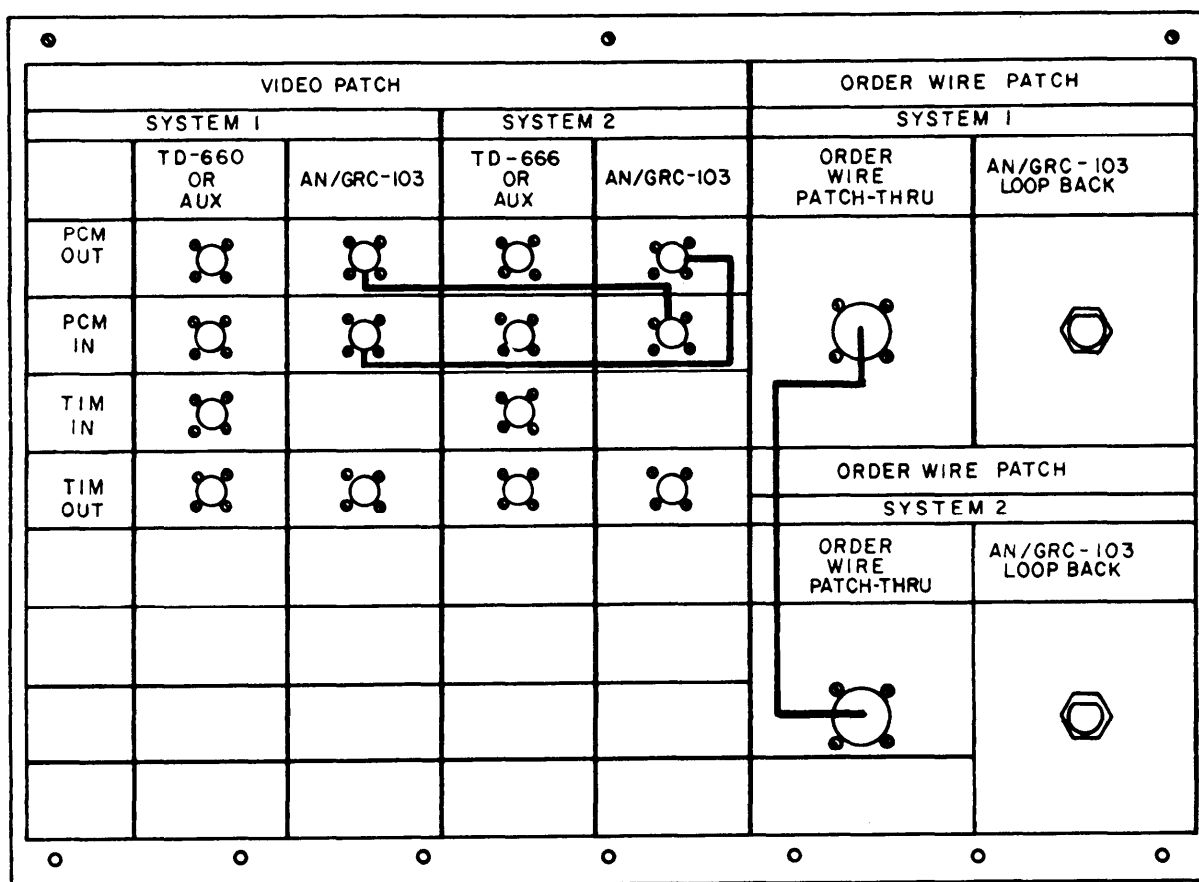 VIDEO PATCH
SYSTEM 1
SYSTEM 2
TD-660
OR
AUX
AN/GRC-103
TD-666
OR
AUX
AN/GRC-103
PCM
OUT
PCM
IN
TIM
IN
TIM
OUT
ORDER WIRE PATCH
SYSTEM 1
ORDER
WIRE
PATCH-THRU
AN/GRC-103
LOOP BACK
ORDER WIRE PATCH
SYSTEM 2
ORDER
WIRE
PATCH-THRU
AN/GRC-103
LOOP BACK